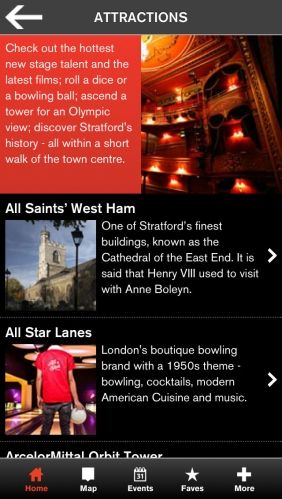 ATTRACTIONS
Check out the hottest
new stage talent and the
latest films; roll a dice or
a bowling ball; ascend a
tower for an Olympic
view; discover Stratford's
history - all within a short
walk of the town centre.
All Saints' West Ham
One of Stratford's finest
buildings, known as the
Cathedral of the East End. It is
said that Henry VIII used to visit
with Anne Boleyn.
All Star Lanes
London's boutique bowling
brand with a 1950s theme -
bowling, cocktails, modern
American Cuisine and music.
ArcelorMittal Orbit Tower
31
Home Map Events Faves More